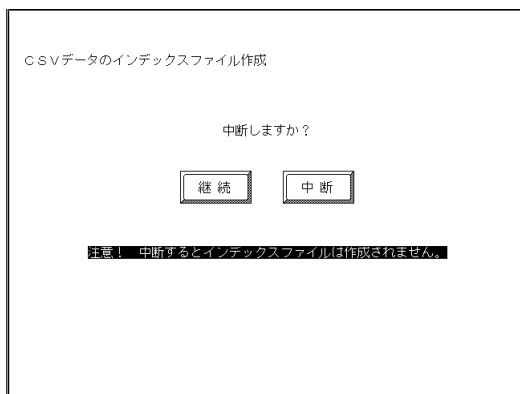 CSVデータのインデックスファイル作成
中断しますか？
継続 中断
注意！　中断するとインデックスファイルは作成されません。